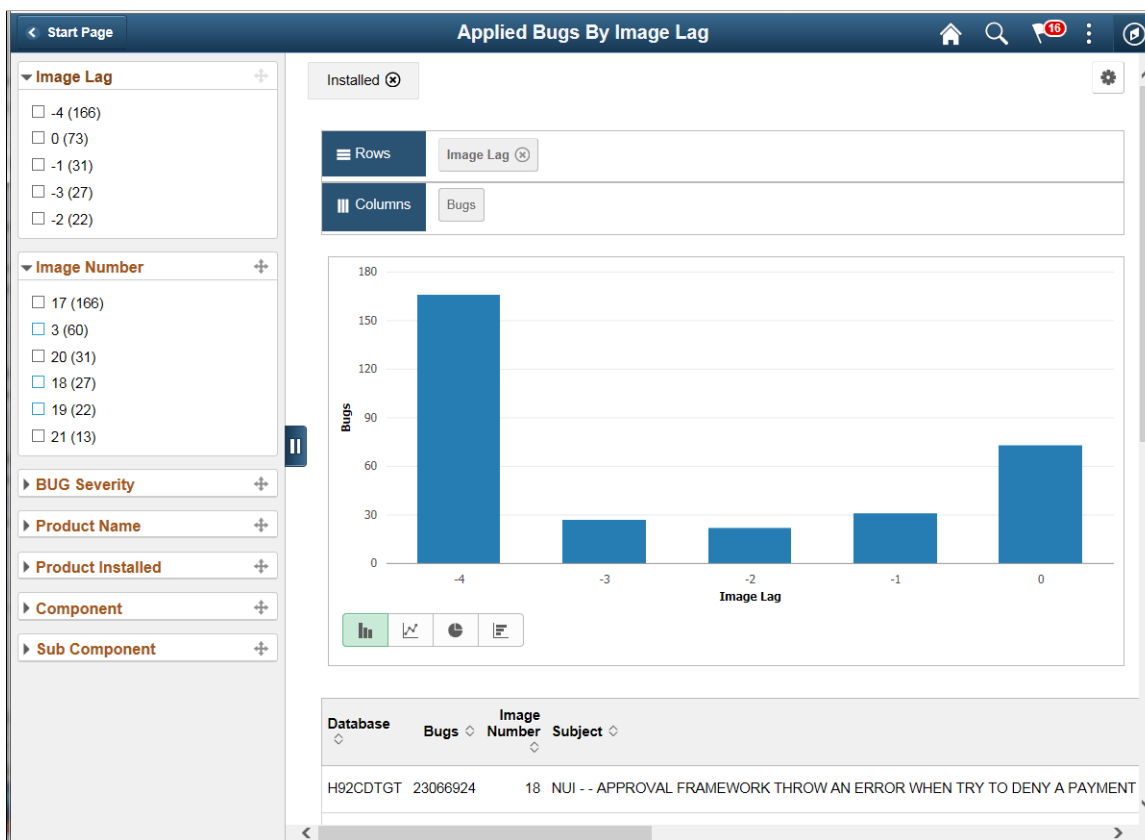 Start Page
Applied Bugs By Image Lag
16
Image Lag
-4 (166)
0 (73)
-1 (31)
-3 (27)
-2 (22)
Image Number
17 (166)
3 (60)
20 (31)
18 (27)
19 (22)
21 (13)
BUG Severity
Product Name
Product Installed
Component
Sub Component
Installed
Rows
Image Lag
Columns
Bugs
180
150
120
90
60
30
0
Bugs
-4 -3 -2 -1 0
Image Lag
Database Bugs Image Number Subject
H92CDTGT 23066924 18 NUI - - APPROVAL FRAMEWORK THROW AN ERROR WHEN TRY TO DENY A PAYMENT